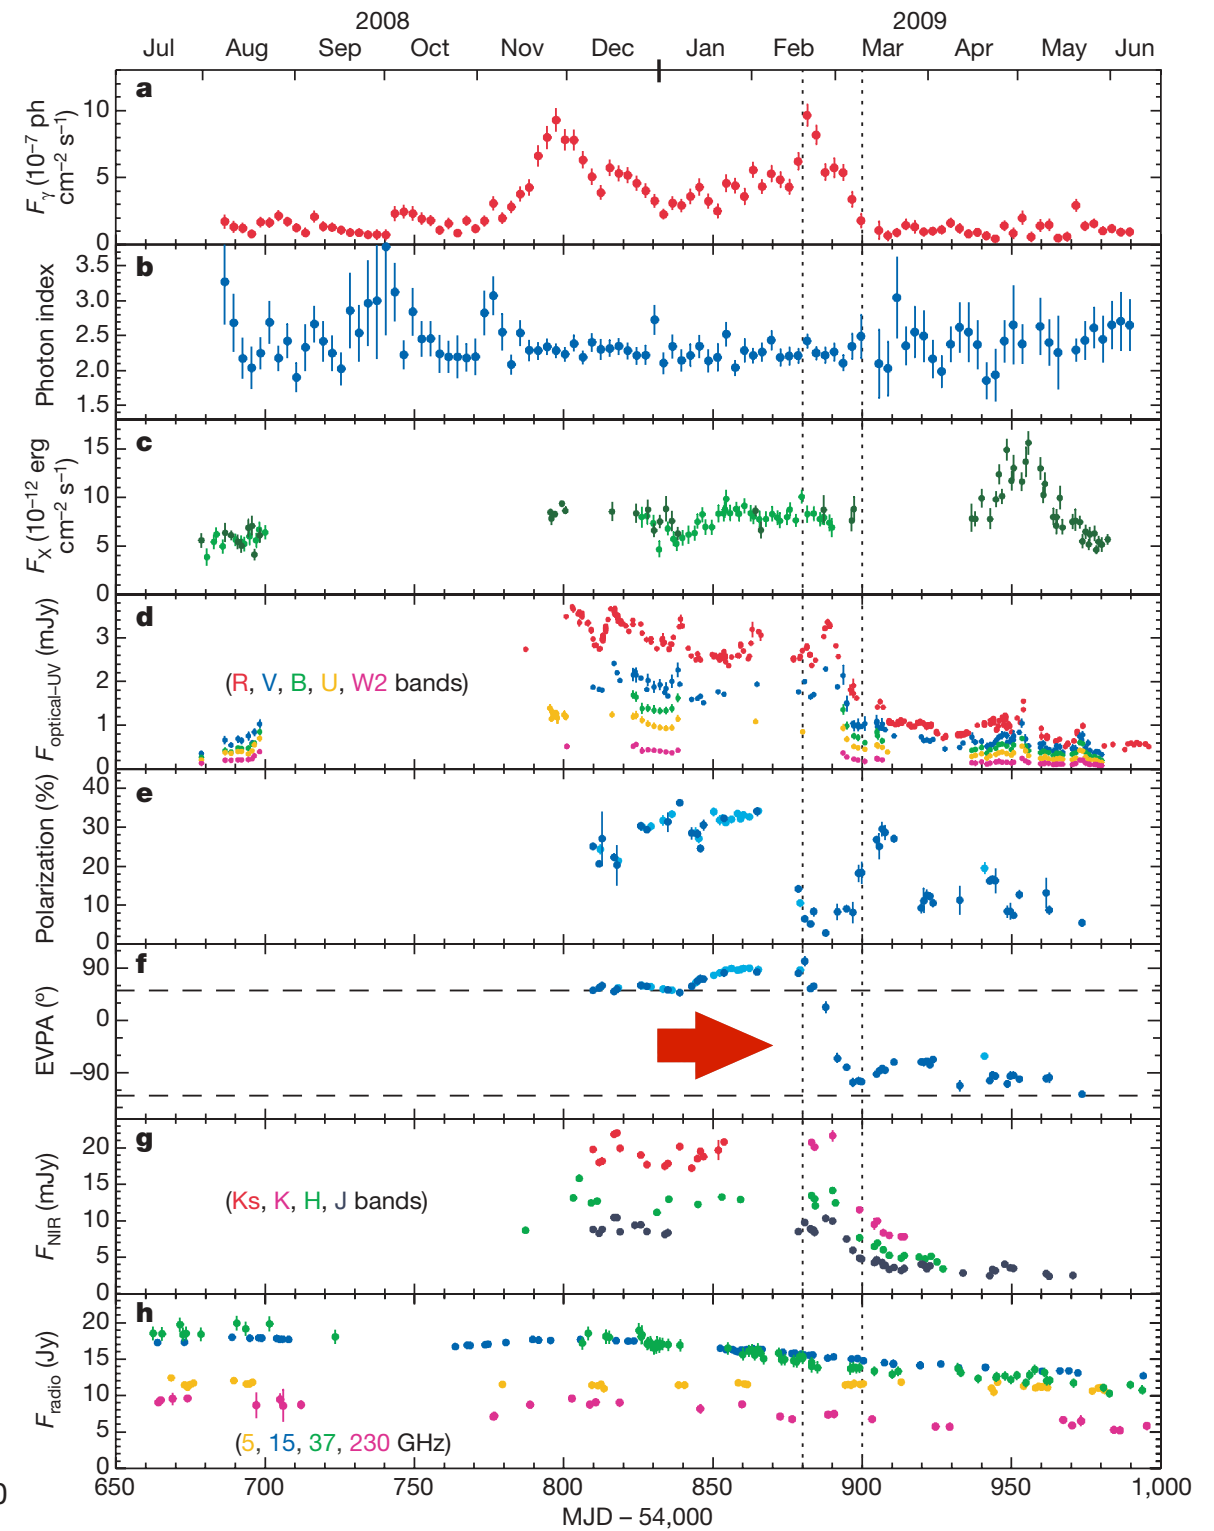 2008 2009
Jul Aug Sep Oct Nov Dec Jan Feb Mar Apr May Jun
a
Fγ (10⁻⁷ ph
cm⁻² s⁻¹)
10
5
0
b
Photon index
3.5
3.0
2.5
2.0
1.5
c
FX (10⁻¹² erg
cm⁻² s⁻¹)
15
10
5
0
d
Foptical–UV (mJy)
3
2
1
0
(R, V, B, U, W2 bands)
e
Polarization (%)
40
30
20
10
0
f
EVPA (º)
90
0
–90
g
FNIR (mJy)
20
15
10
5
0
(Ks, K, H, J bands)
h
Fradio (Jy)
20
15
10
5
0
(5, 15, 37, 230 GHz)
650 700 750 800 850 900 950 1,000
MJD – 54,000
0